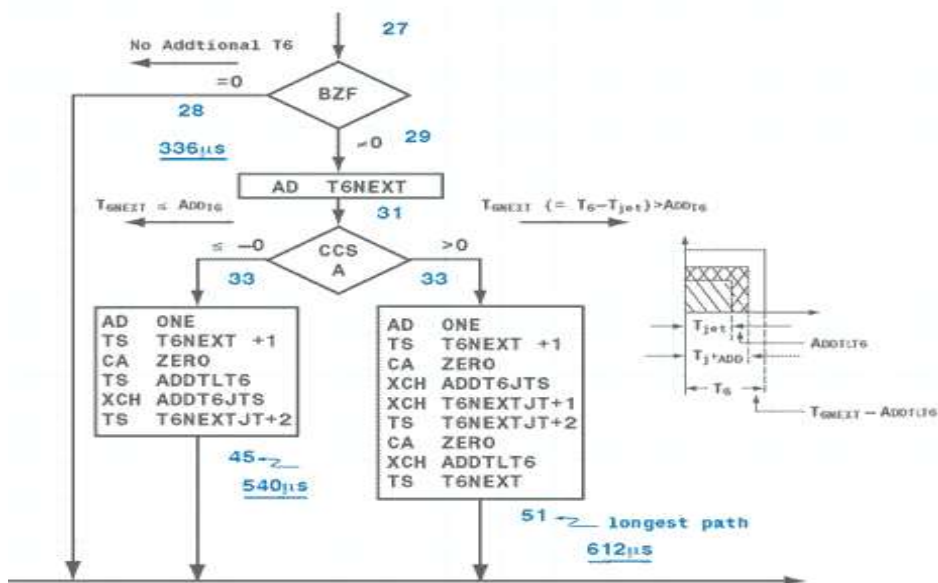 27
No Addtional T6
=0
BZF
28
≠0
29
336µs
AD T6NEXT
T6NEXT ≤ ADDT6
31
T6NEXT (= T6-Tjet)>ADDT6
≤ -0
CCS
A
>0
33
33
AD ONE
TS T6NEXT +1
CA ZERO
TS ADDTLT6
XCH ADDT6JTS
TS T6NEXTJT+2
AD ONE
TS T6NEXT +1
CA ZERO
XCH ADDT6JTS
XCH T6NEXTJT+1
TS T6NEXTJT+2
CA ZERO
XCH ADDTLT6
TS T6NEXT
Tjet
ADDTLT6
Tj+ADD
T6
T6NEXT-ADDTLT6
45
540µs
51
longest path
612µs